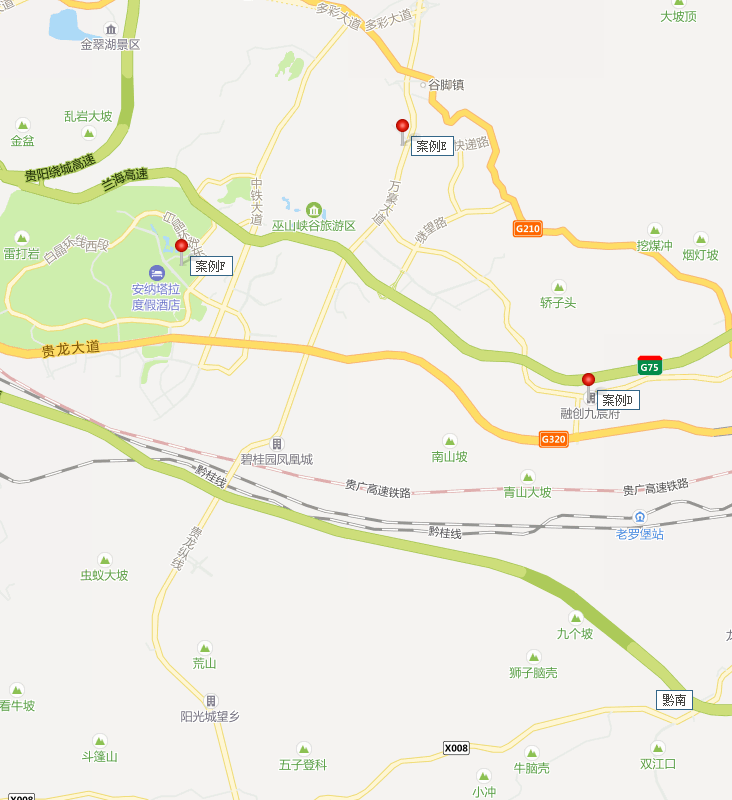 多彩大道
多彩大道
大坡顶
金翠湖景区
谷脚镇
乱岩大坡
金盆
案例E
快递路
贵阳绕城高速
兰海高速
中铁大道
万豪大道
巫山峡谷旅游区
贷望路
G210
挖煤冲
烟灯坡
雷打岩
白晶环线西段
案例F
安纳塔拉
度假酒店
轿子头
贵龙大道
G75
案例D
融创九宸府
G320
碧桂园凤凰城
南山坡
黔桂线
贵广高速铁路
青山大坡
贵广高速铁路
黔桂线
老罗堡站
贵龙纵线
虫蚁大坡
九个坡
荒山
狮子脑壳
看牛坡
黔南
阳光城望乡
斗篷山
五子登科
X008
牛脑壳
双江口
小冲
X008